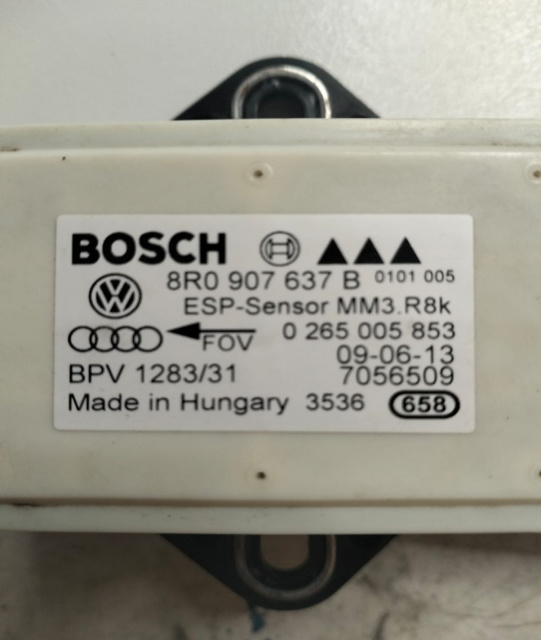 BOSCH
8R0 907 637 B 0101 005
ESP-Sensor MM3.R8k
FOV 0 265 005 853
09-06-13
BPV 1283/31 7056509
Made in Hungary 3536 658